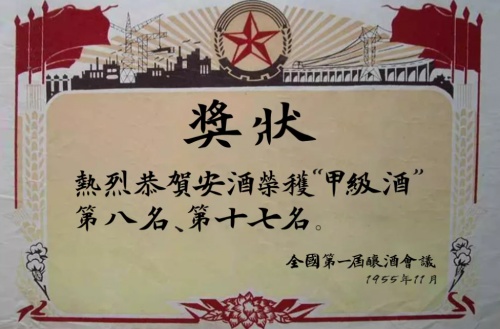 奖狀
熱烈恭賀安酒榮獲“甲級酒”
第八名、第十七名。
全國第一屆釀酒會議
1955年11月